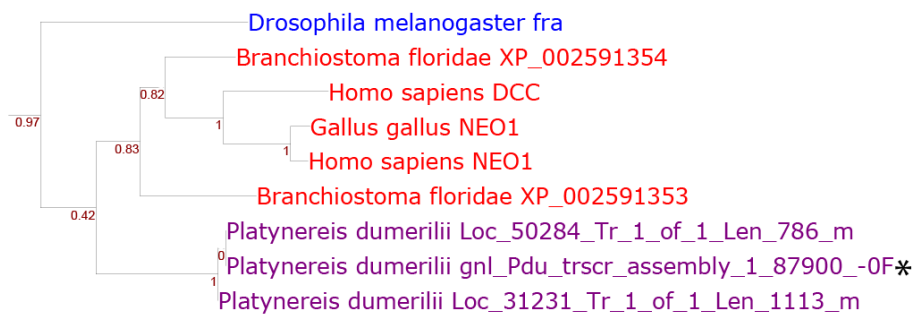 Drosophila melanogaster fra
Branchiostoma floridae XP_002591354
0.82
Homo sapiens DCC
0.97
1
Gallus gallus NEO1
0.83
1
Homo sapiens NEO1
Branchiostoma floridae XP_002591353
0.42
Platynereis dumerilii Loc_50284_Tr_1_of_1_Len_786_m
0
Platynereis dumerilii gnl_Pdu_trscr_assembly_1_87900_-0F*
1
Platynereis dumerilii Loc_31231_Tr_1_of_1_Len_1113_m